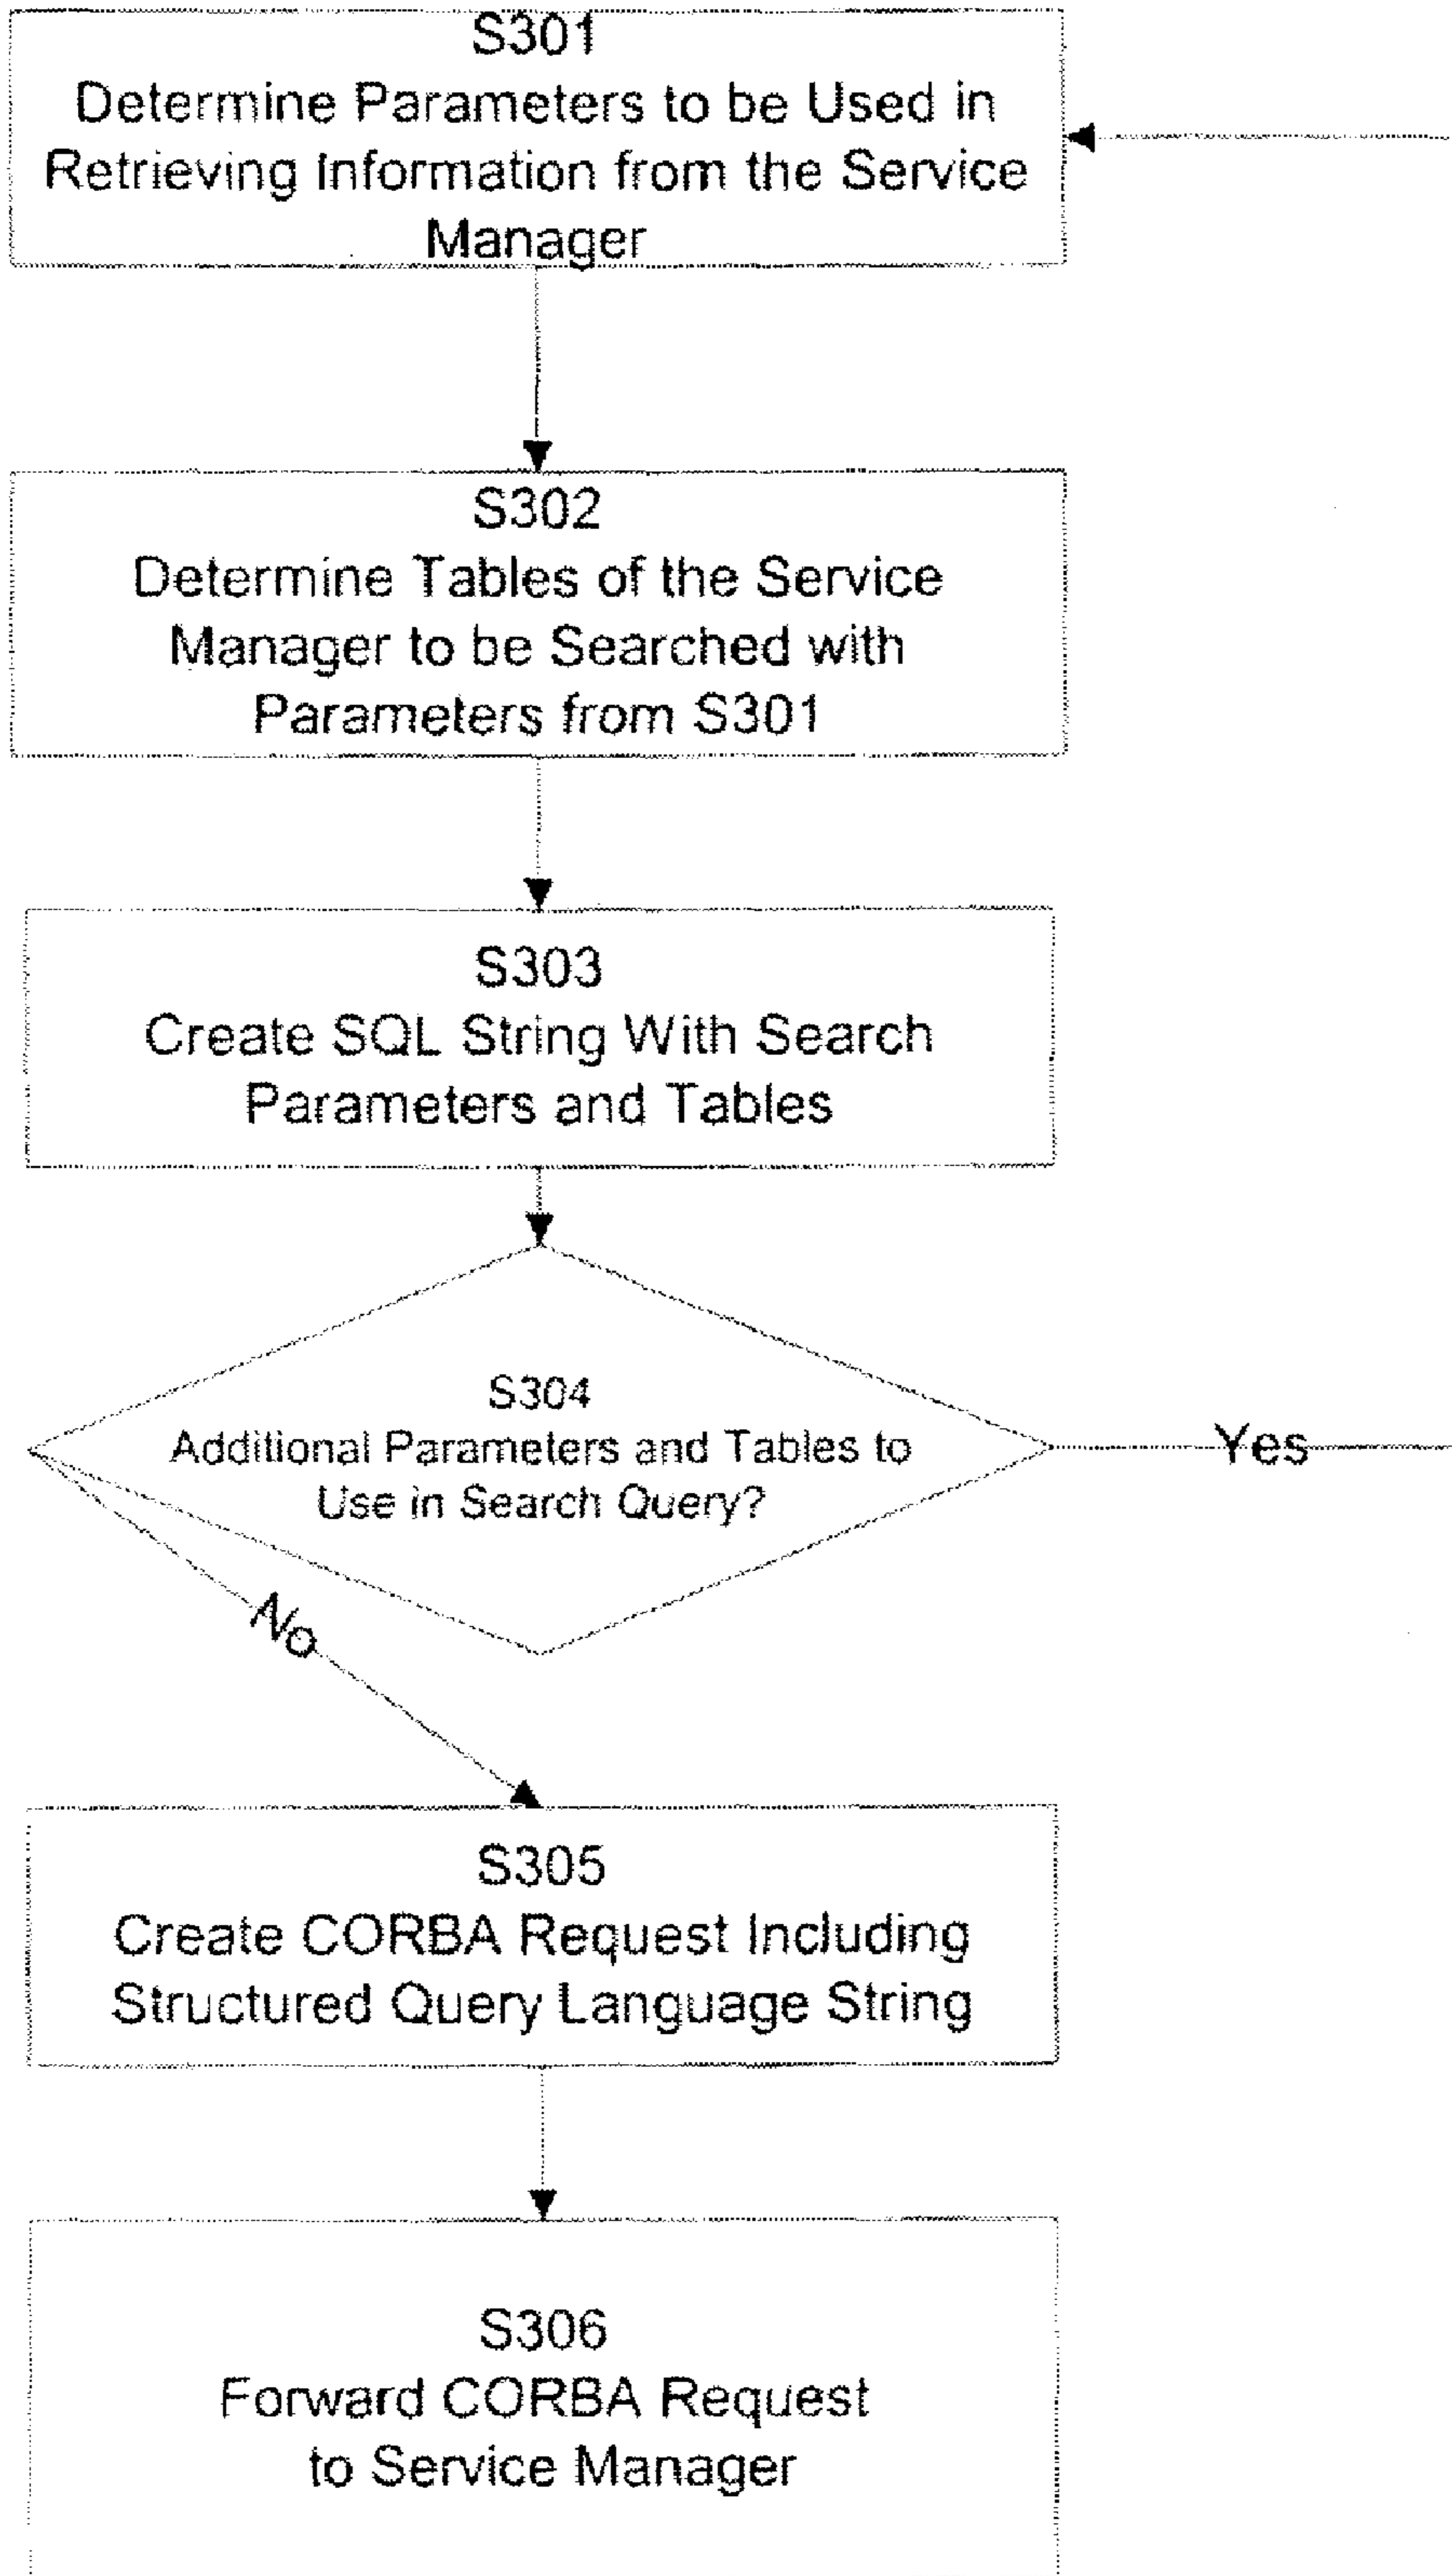 S301
Determine Parameters to be Used in
Retrieving Information from the Service
Manager
S302
Determine Tables of the Service
Manager to be Searched with
Parameters from S301
S303
Create SQL String With Search
Parameters and Tables
S304
Additional Parameters and Tables to
Use in Search Query?
Yes
No
S305
Create CORBA Request Including
Structured Query Language String
S306
Forward CORBA Request
to Service Manager